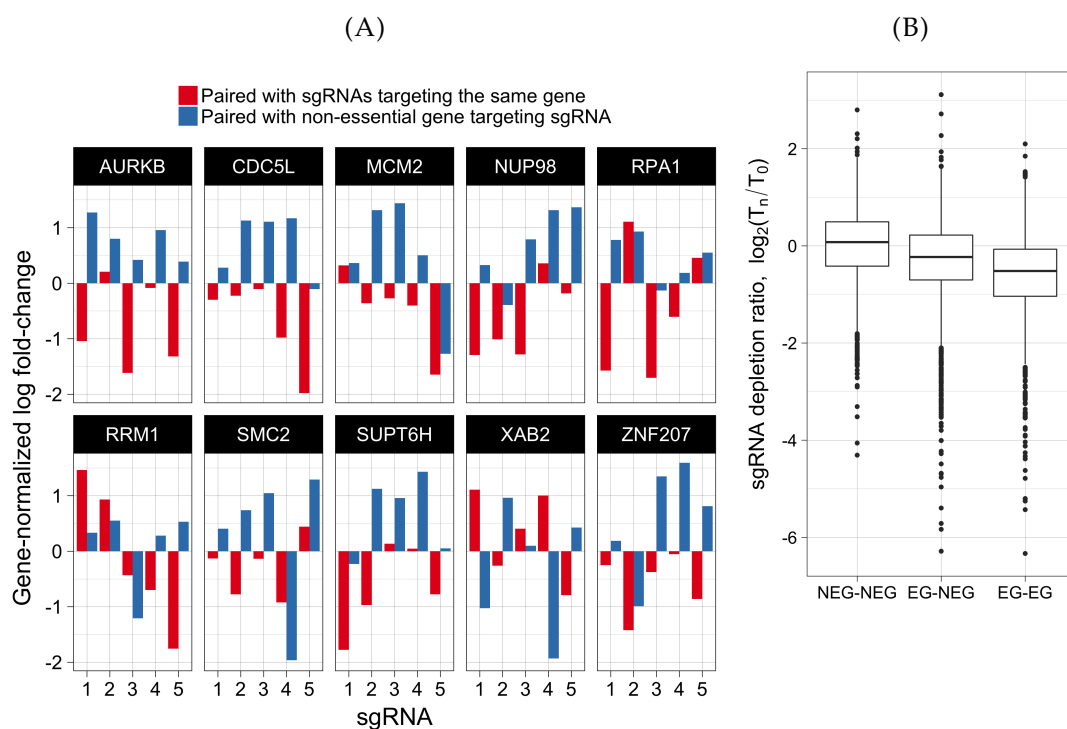 (A)
(B)
Paired with sgRNAs targeting the same gene
Paired with non-essential gene targeting sgRNA
AURKB
CDC5L
MCM2
NUP98
RPA1
1
0
-1
-2
RRM1
SMC2
SUPT6H
XAB2
ZNF207
1
0
-1
-2
1 2 3 4 5
1 2 3 4 5
1 2 3 4 5
1 2 3 4 5
1 2 3 4 5
sgRNA
Gene-normalized log fold-change
sgRNA depletion ratio, log2(Tn/T0)
2
0
-2
-4
-6
NEG-NEG
EG-NEG
EG-EG